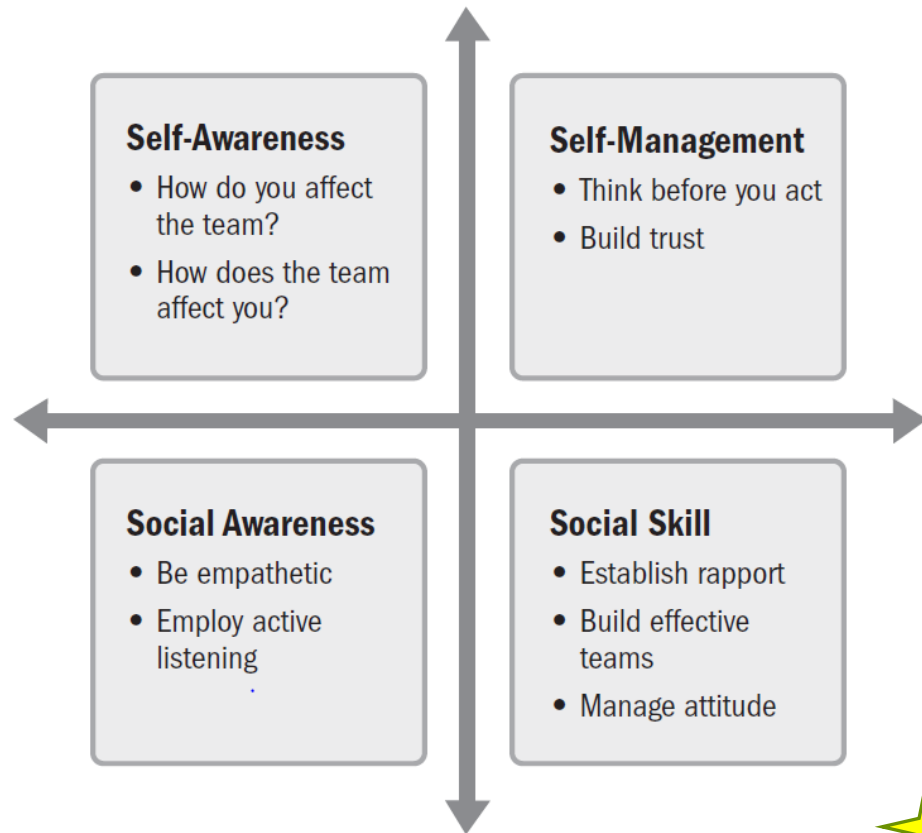 Self-Awareness
• How do you affect
the team?
• How does the team
affect you?
Self-Management
• Think before you act
• Build trust
Social Awareness
• Be empathetic
• Employ active
listening
Social Skill
• Establish rapport
• Build effective
teams
• Manage attitude